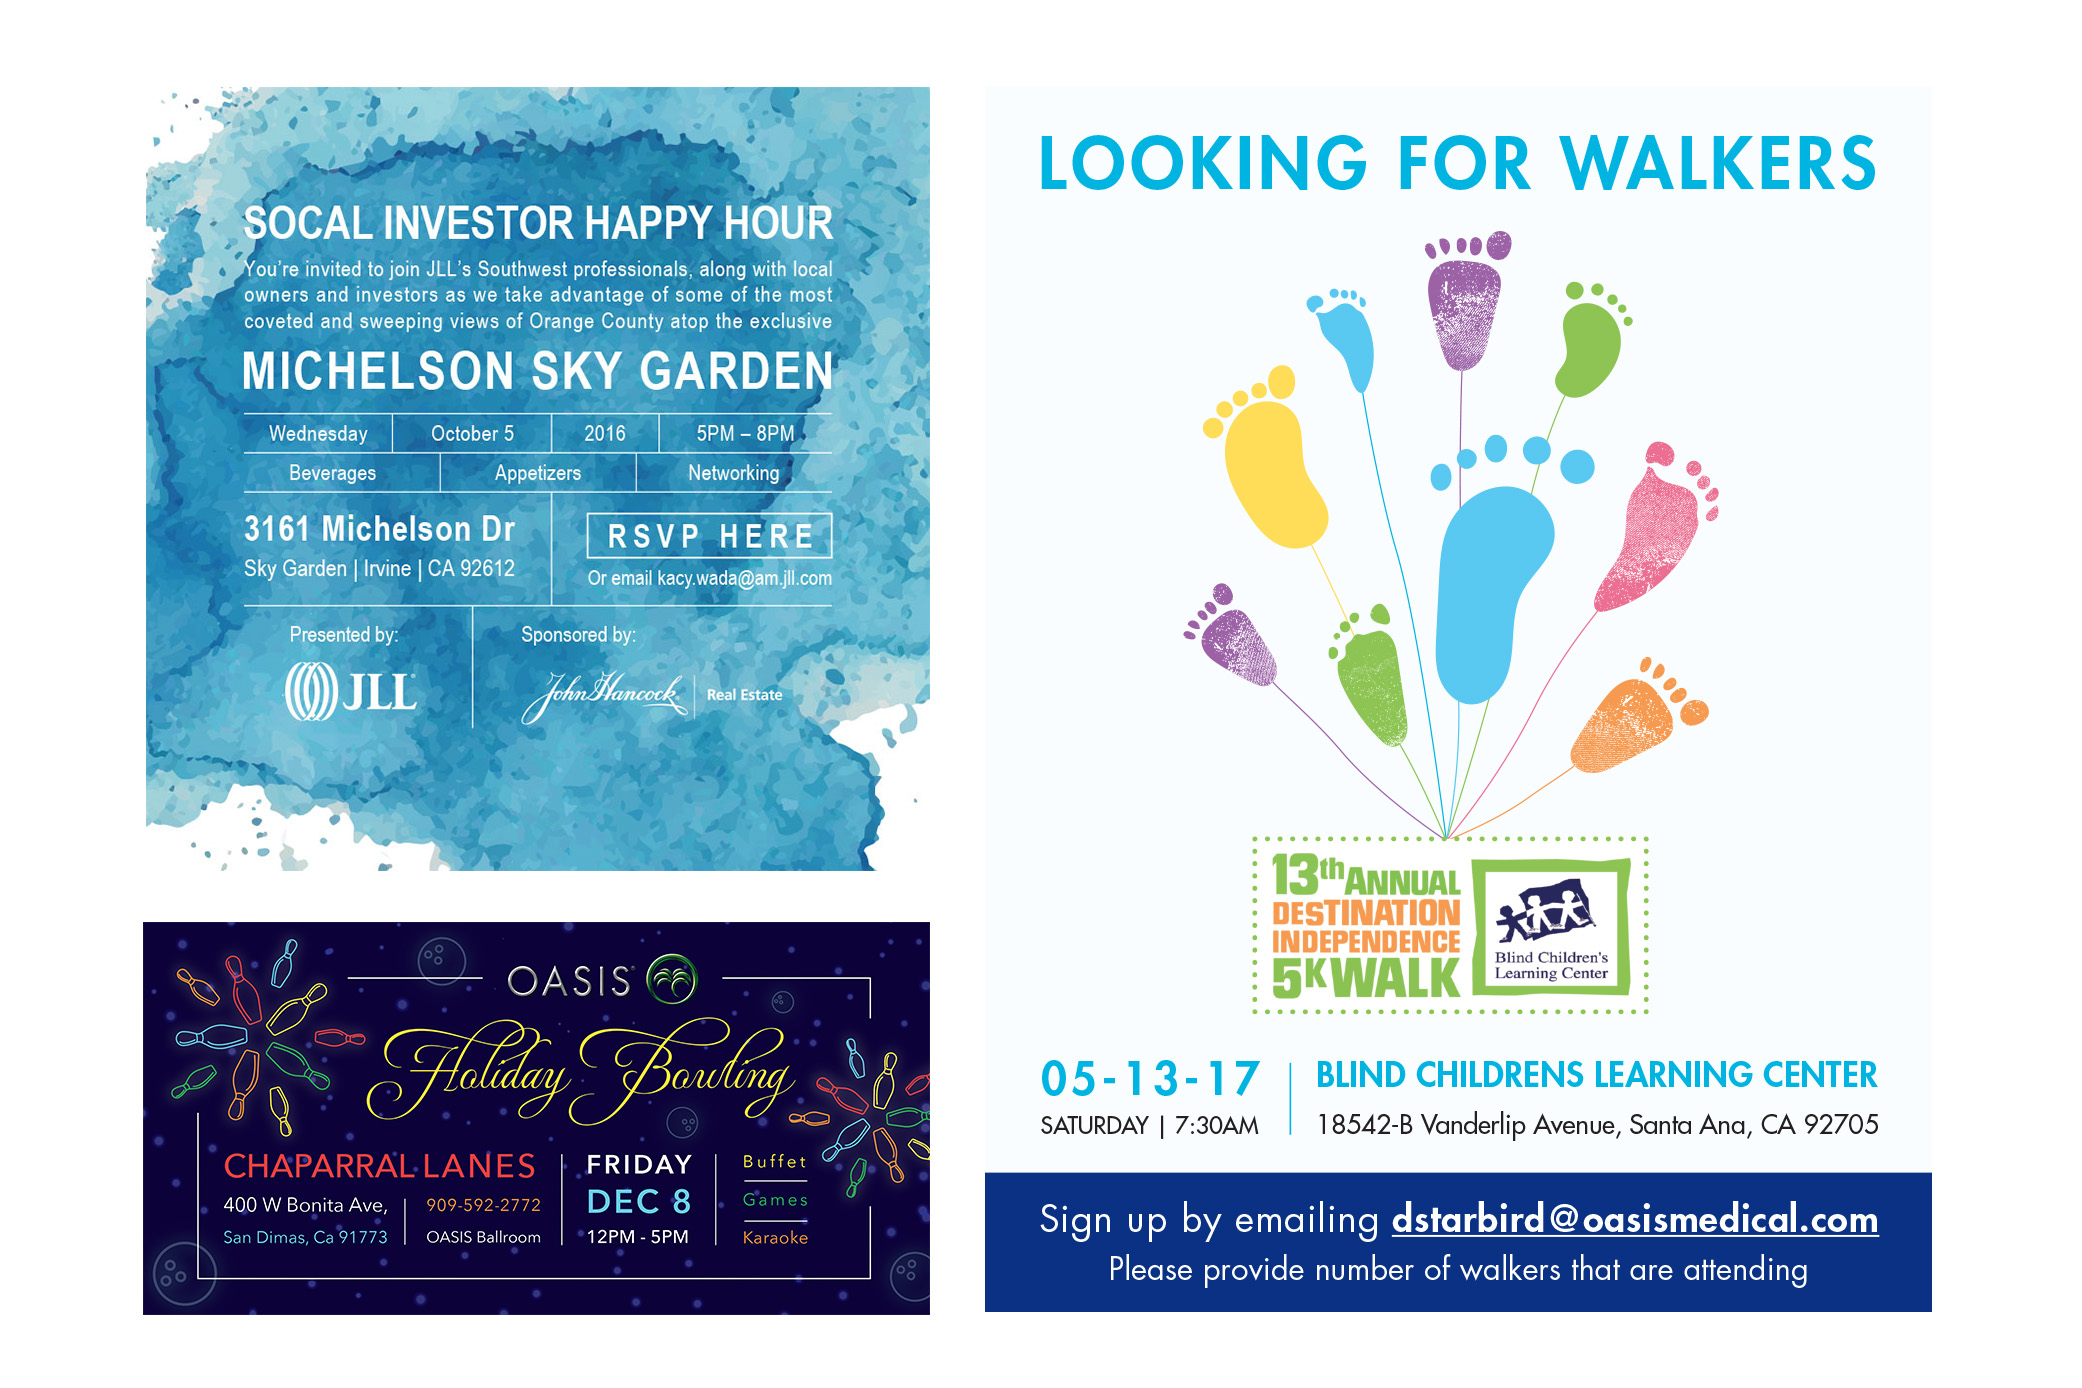 SOCAL INVESTOR HAPPY HOUR
You're invited to join JLL's Southwest professionals, along with local
owners and investors as we take advantage of some of the most
coveted and sweeping views of Orange County atop the exclusive
MICHELSON SKY GARDEN
Wednesday October 5 2016 5PM – 8PM
Beverages Appetizers Networking
3161 Michelson Dr
Sky Garden | Irvine | CA 92612
RSVP HERE
Or email kacy.wada@am.jll.com
Presented by:
JLL
Sponsored by:
John Hancock Real Estate
OASIS
Holiday Bowling
CHAPARRAL LANES
400 W Bonita Ave,
San Dimas, Ca 91773
909-592-2772
OASIS Ballroom
FRIDAY
DEC 8
12PM - 5PM
Buffet
Games
Karaoke
LOOKING FOR WALKERS
13th ANNUAL
DESTINATION
INDEPENDENCE
5K WALK
Blind Children's
Learning Center
05-13-17
SATURDAY | 7:30AM
BLIND CHILDRENS LEARNING CENTER
18542-B Vanderlip Avenue, Santa Ana, CA 92705
Sign up by emailing dstarbird@oasismedical.com
Please provide number of walkers that are attending